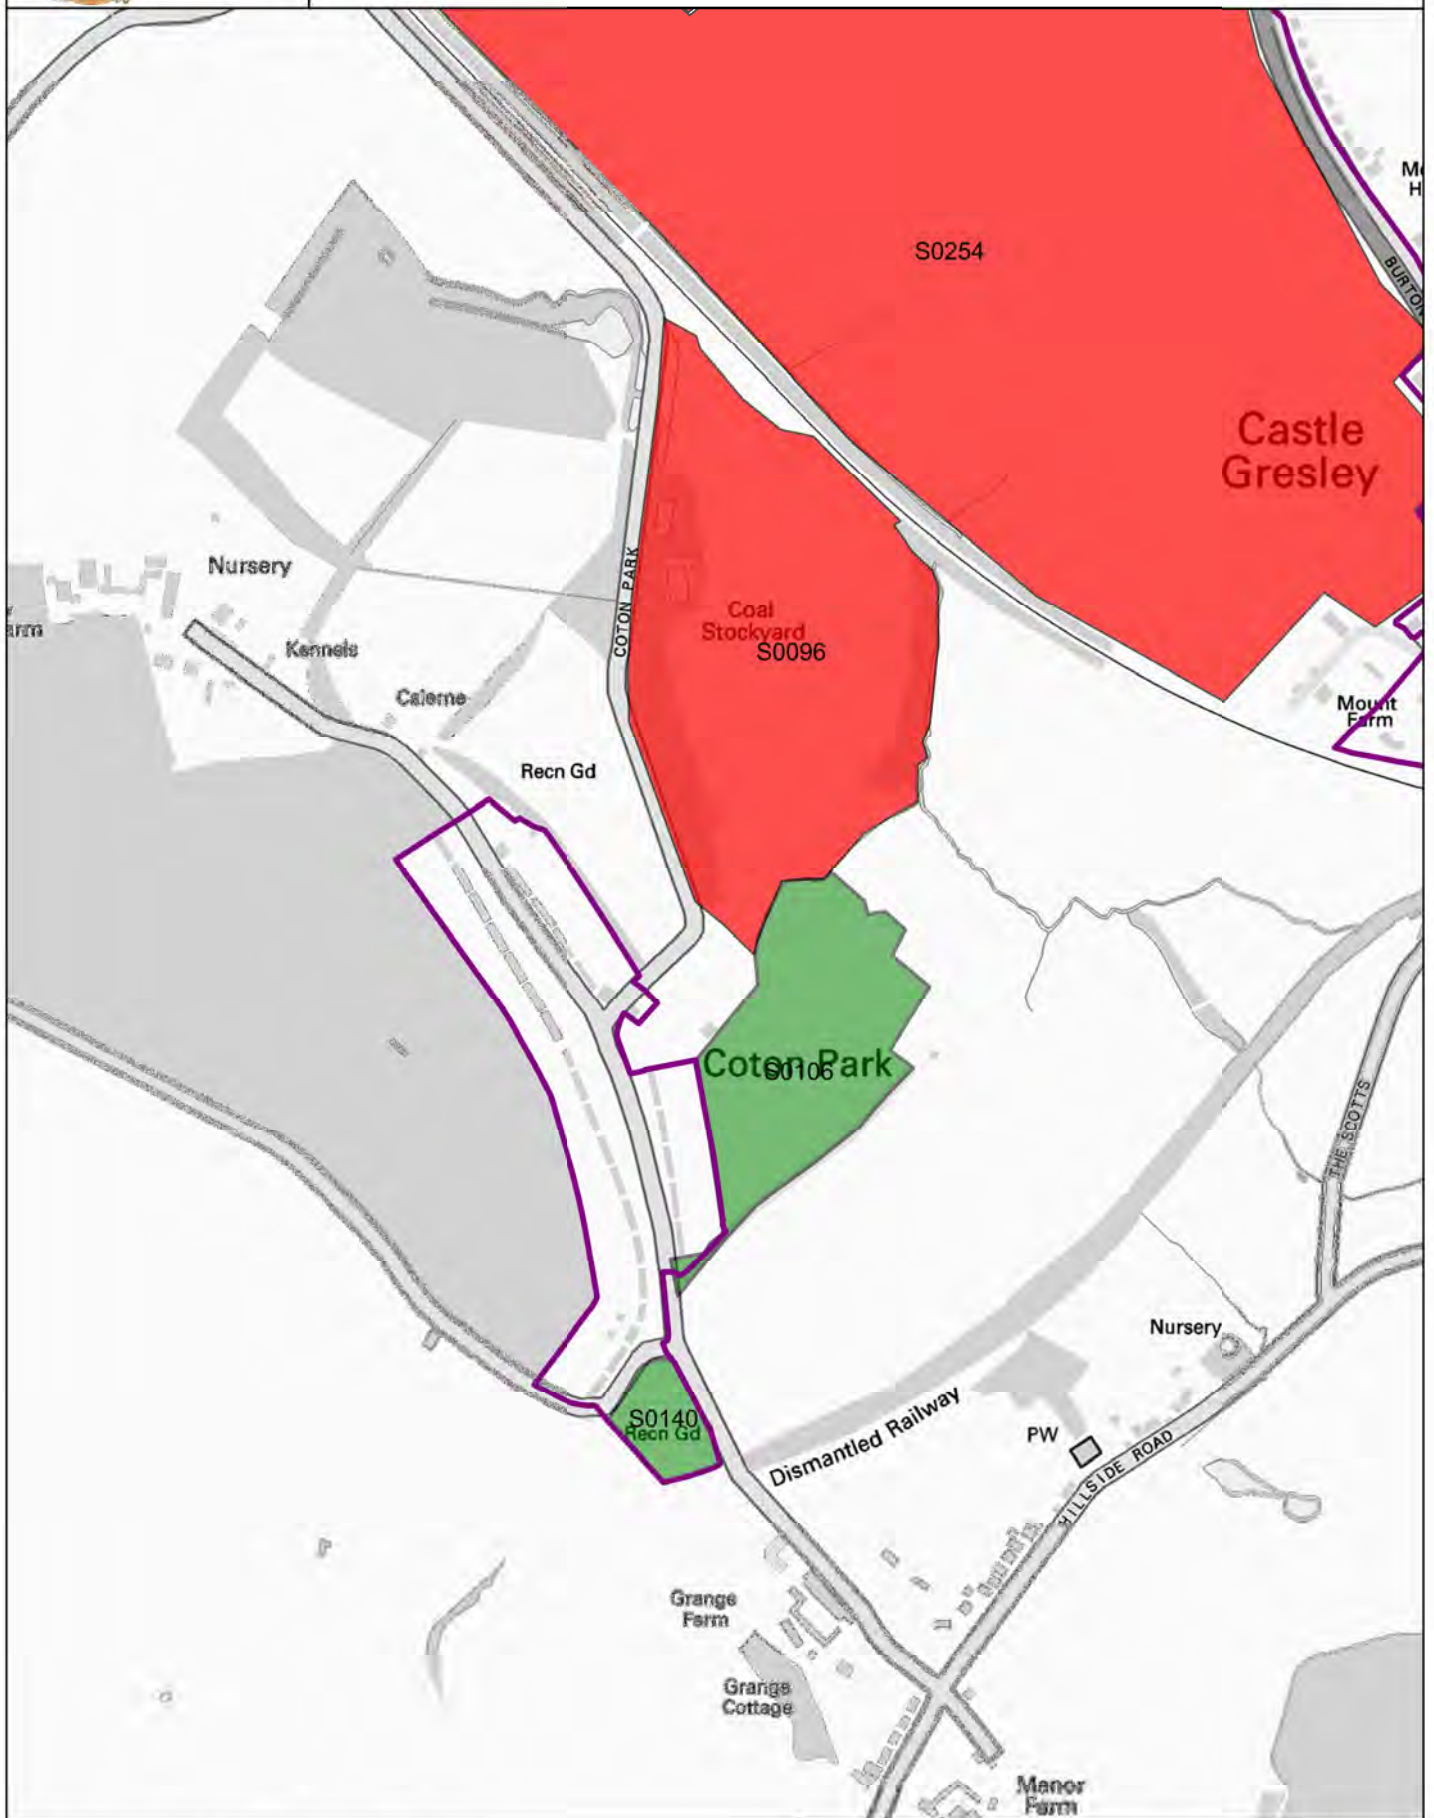 S0254
BURTON
Castle
Gresley
Nursery
COTON PARK
Coal
Stockyard
S0096
Kennels
Calerne
Mount
Farm
Recn Gd
Coton Park
S0106
THE SCOTTS
Nursery
S0140
Recn Gd
Dismantled Railway
PW
HILLSIDE ROAD
Grange
Farm
Grange
Cottage
Manor
Farm